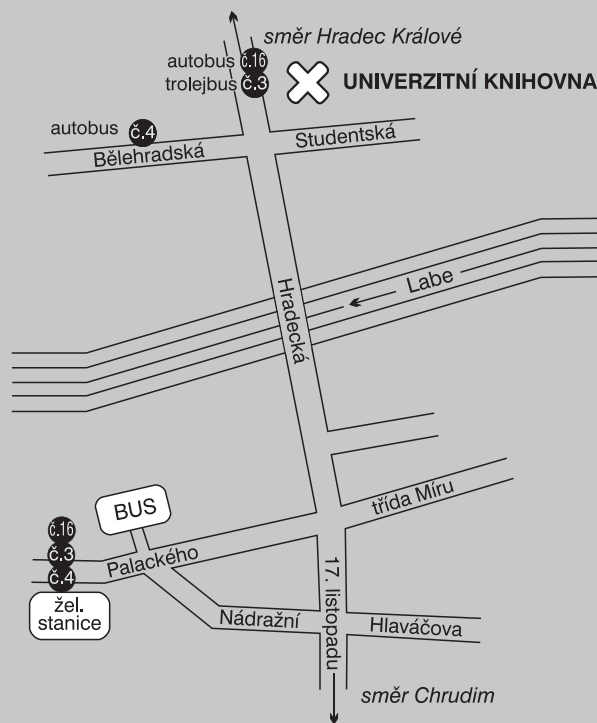 směr Hradec Králové
autobus č.16
trolejbus č.3
UNIVERZITNÍ KNIHOVNA
autobus č.4
Bělehradská
Studentská
Labe
Hradecká
třída Míru
BUS
č.16
č.3
č.4
Palackého
žel.
stanice
17. listopadu
Nádražní
Hlaváčova
směr Chrudim